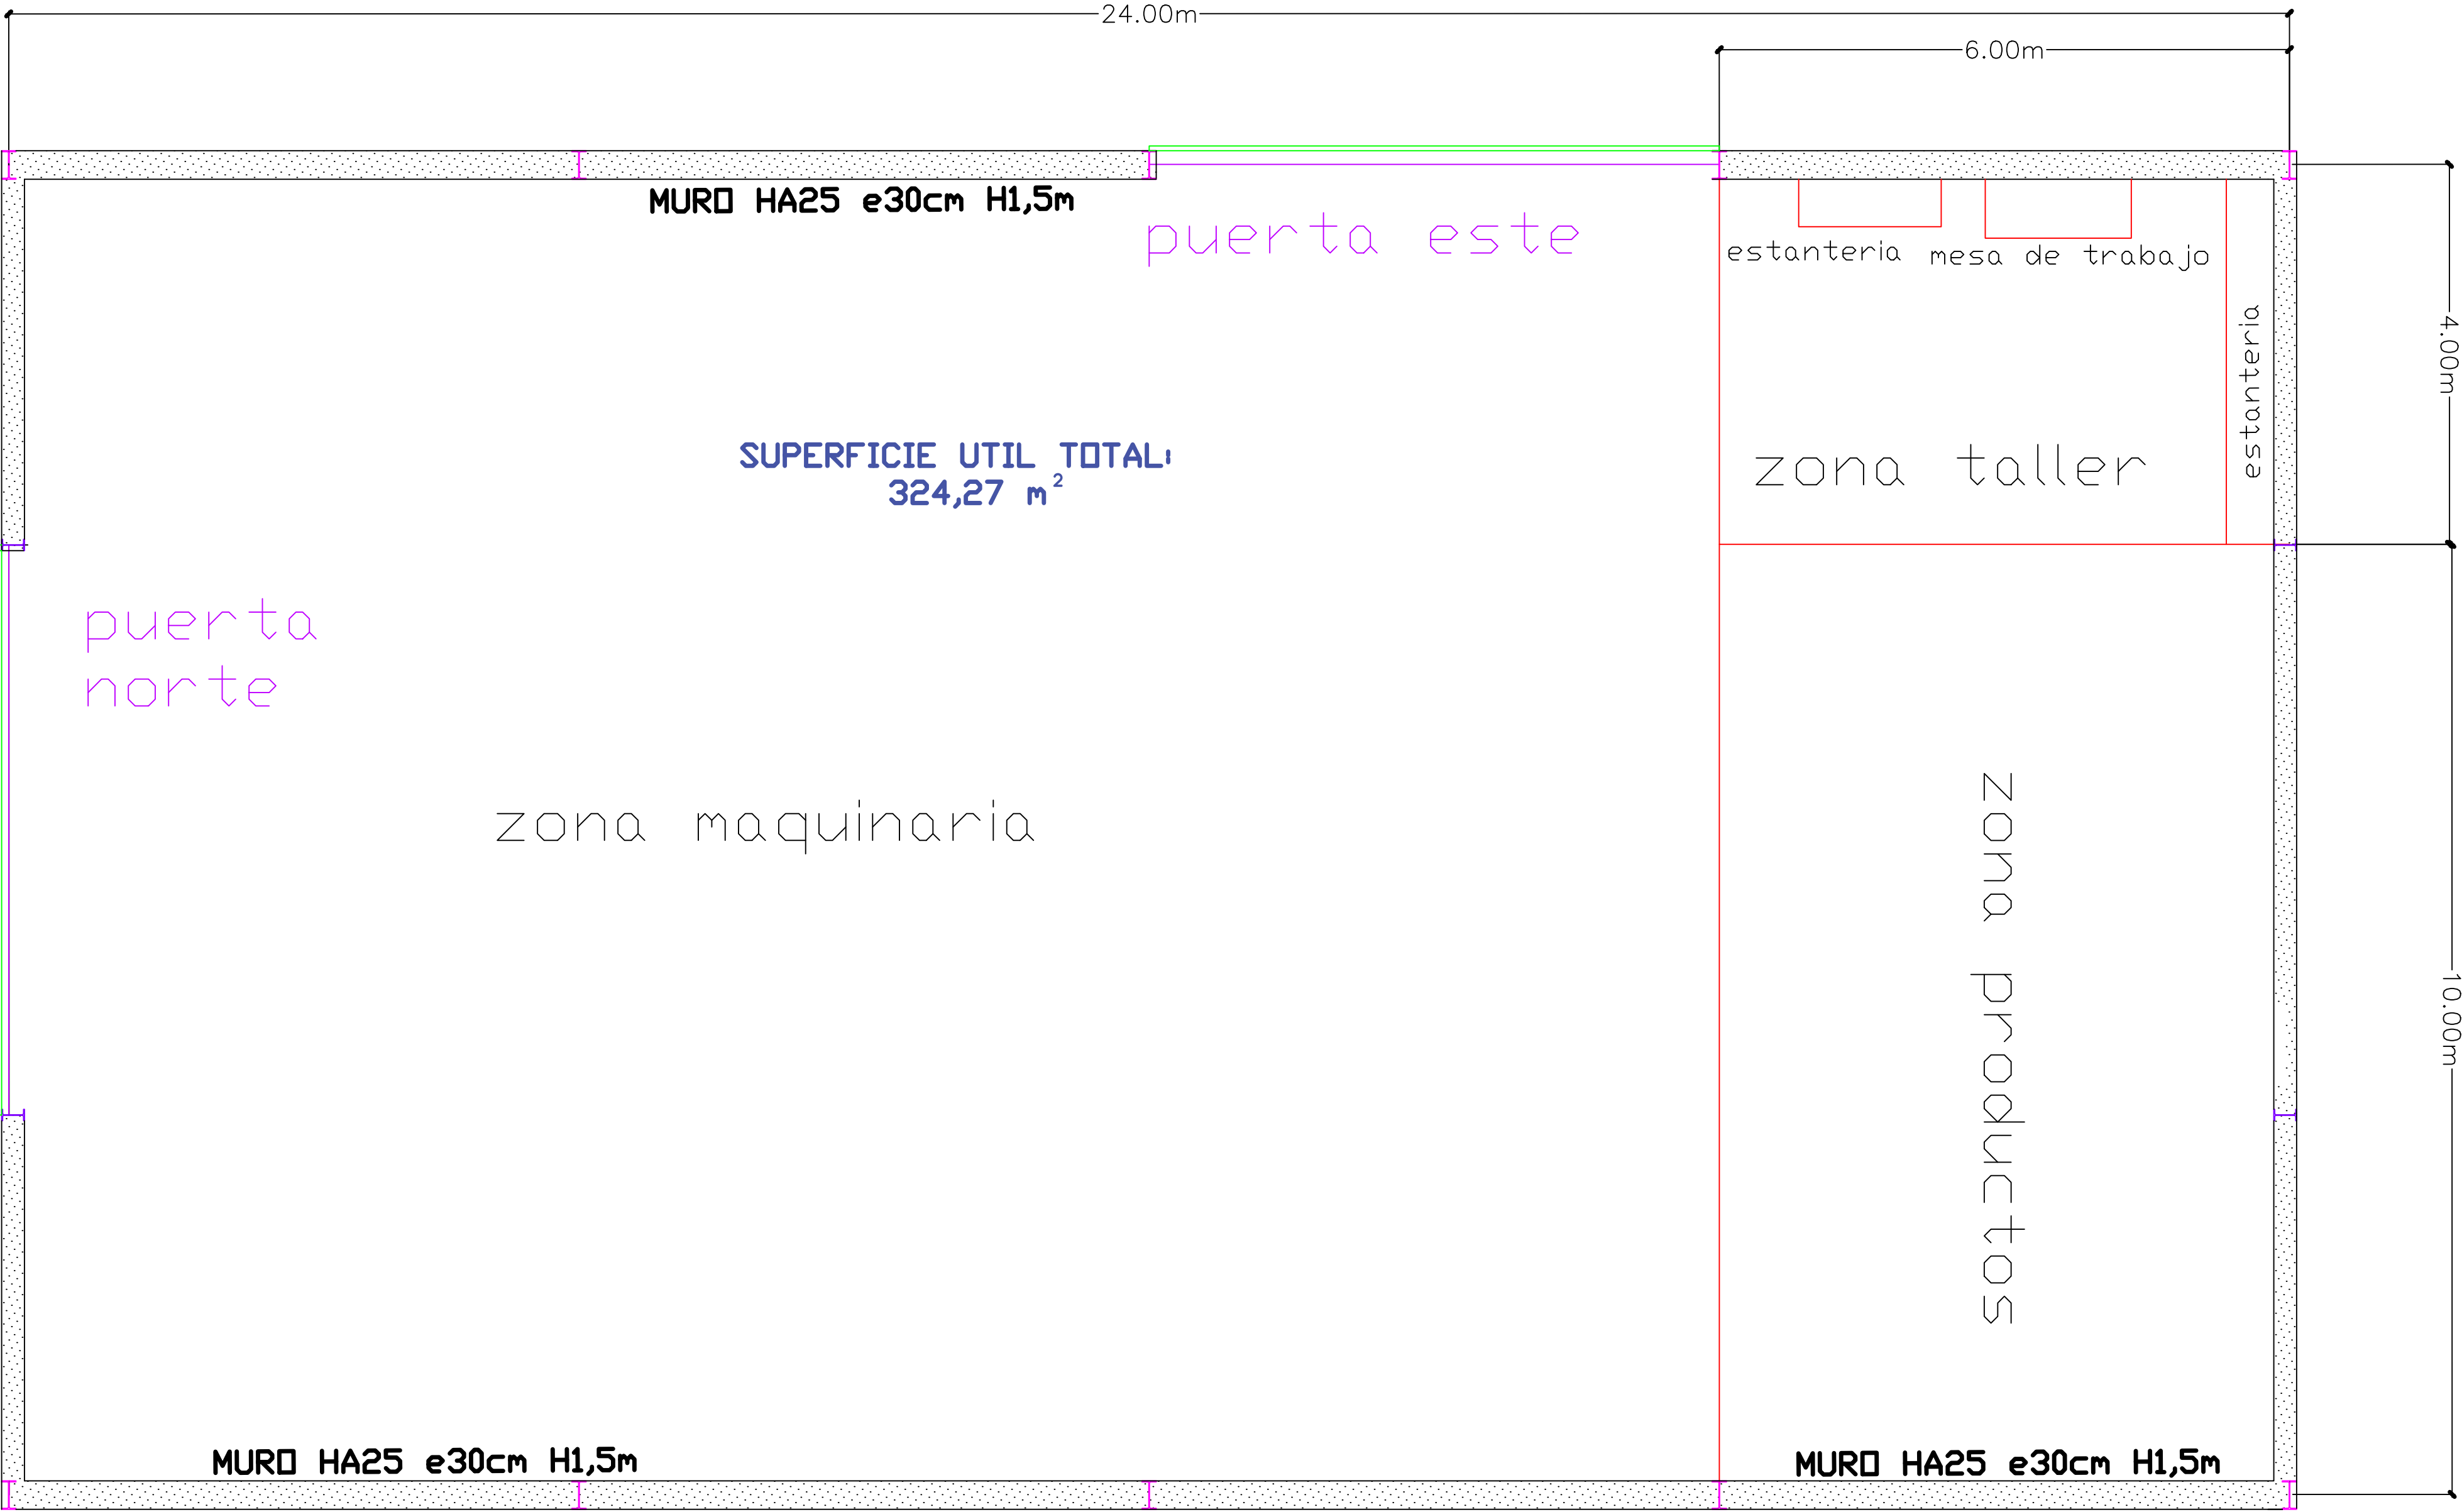 24.00m
6.00m
MURO HA25 e30cm H1,5m
puerta este
estanteria
mesa de trabajo
estanteria
4.00m
SUPERFICIE UTIL TOTAL:
324,27 m²
zona taller
puerta
norte
zona maquinaria
zona productos
10.00m
MURO HA25 e30cm H1,5m
MURO HA25 e30cm H1,5m